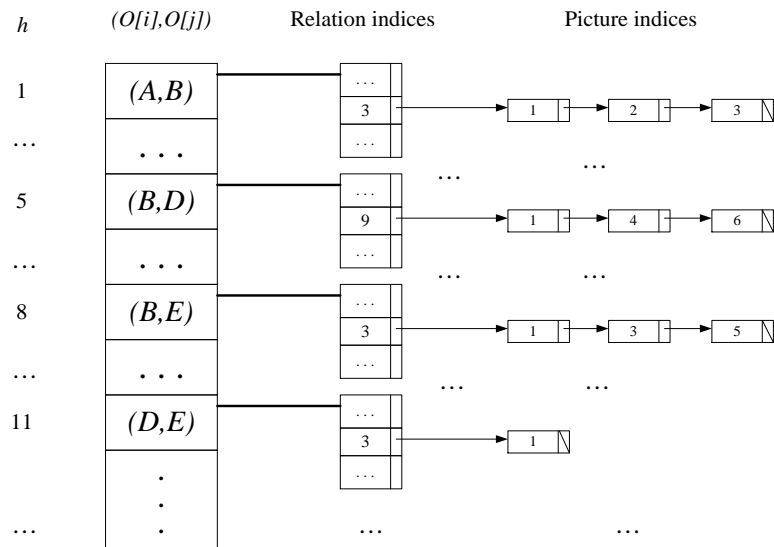 h (O[i],O[j]) Relation indices Picture indices
...
1 (A,B) 3 1 2 3
... . . . ... ... ...
...
5 (B,D) 9 1 4 6
... . . . ... ... ...
...
8 (B,E) 3 1 3 5
... . . . ... ... ...
...
11 (D,E) 3 1
...
.
.
... . ... ...